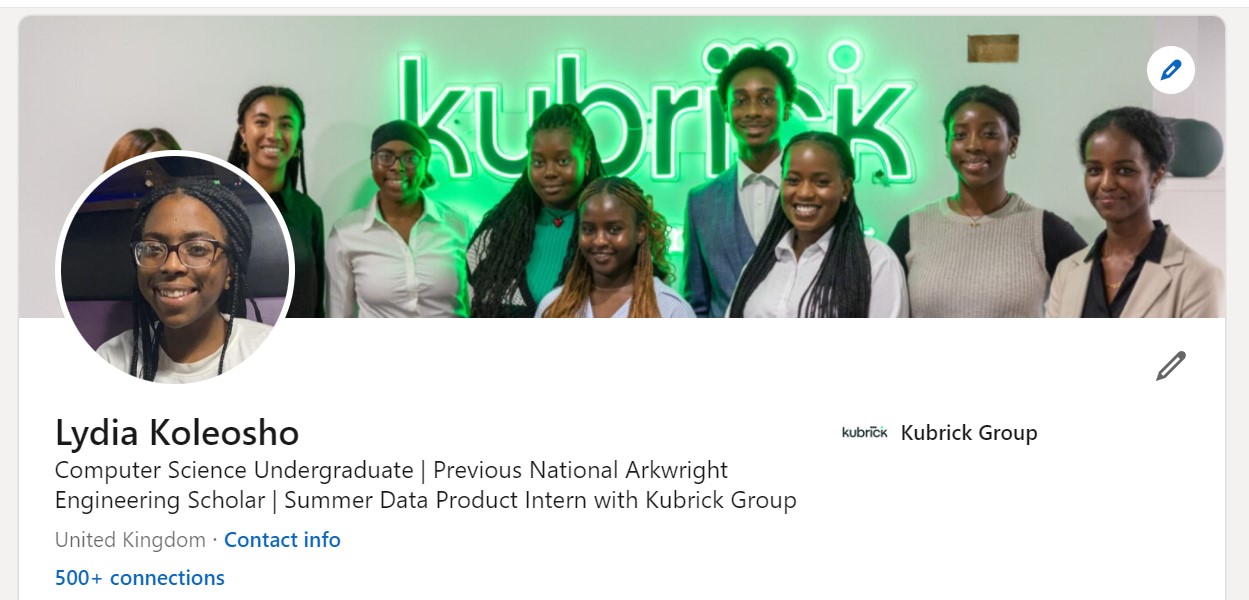 kubrick
Lydia Koleosho
kubrick Kubrick Group
Computer Science Undergraduate | Previous National Arkwright
Engineering Scholar | Summer Data Product Intern with Kubrick Group
United Kingdom · Contact info
500+ connections